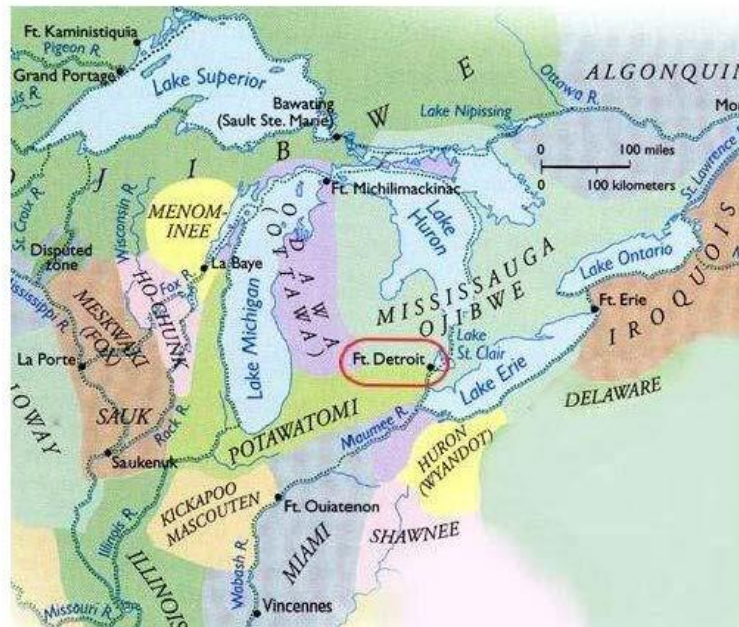 Ft. Kaministiquia
Pigeon R.
Grand Portage
Lake Superior
Bawating
(Sault Ste. Marie)
Lake Nipissing
Ottawa R.
ALGONQUIN
St. Lawrence R.
0 100 miles
0 100 kilometers
O J I B W E
St. Croix R.
Wisconsin R.
MENOM-
INEE
Ft. Michilimackinac
Lake
Huron
Disputed
zone
Fox R.
La Baye
HO-CHUNK
ODAWA
(OTTAWA)
Lake Michigan
MISSISSAUGA
OJIBWE
Lake Ontario
IROQUOIS
Mississippi R.
MESKWAKI
(FOX)
Ft. Erie
La Porte
Ft. Detroit
Lake
St. Clair
Lake Erie
DELAWARE
IOWAY
SAUK
Rock R.
POTAWATOMI
Maumee R.
Saukenuk
HURON
(WYANDOT)
KICKAPOO
MASCOUTEN
Ft. Ouiatenon
Illinois R.
MIAMI
SHAWNEE
ILLINOIS
Wabash R.
Missouri R.
Vincennes